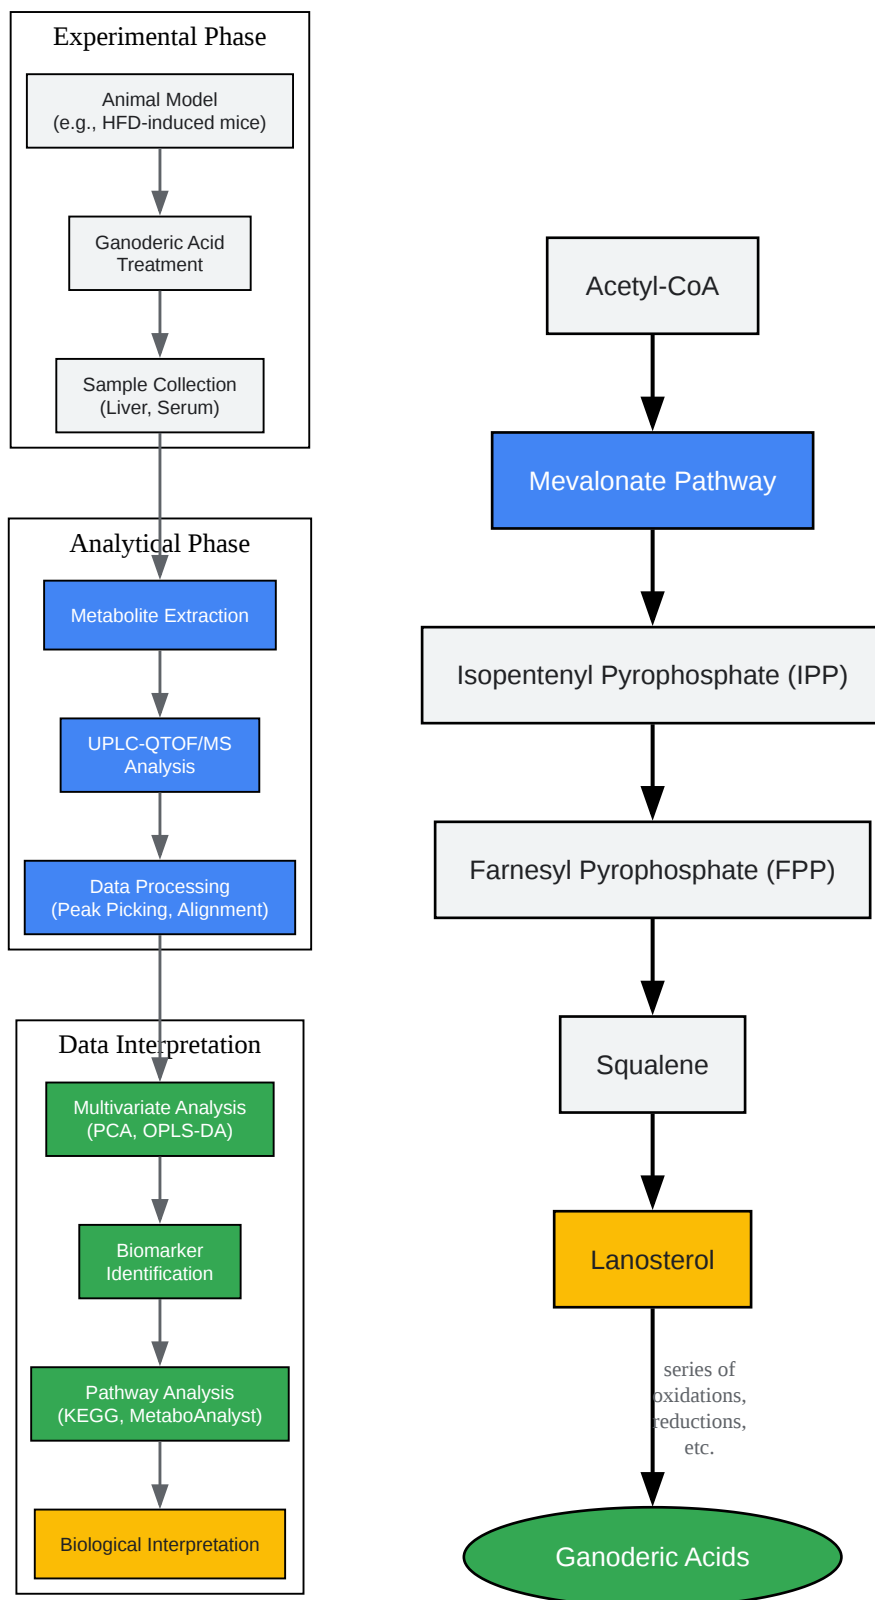 Experimental Phase
Animal Model
(e.g., HFD-induced mice)
Ganoderic Acid
Treatment
Sample Collection
(Liver, Serum)
Analytical Phase
Metabolite Extraction
UPLC-QTOF/MS
Analysis
Data Processing
(Peak Picking, Alignment)
Data Interpretation
Multivariate Analysis
(PCA, OPLS-DA)
Biomarker
Identification
Pathway Analysis
(KEGG, MetaboAnalyst)
Biological Interpretation
Acetyl-CoA
Mevalonate Pathway
Isopentenyl Pyrophosphate (IPP)
Farnesyl Pyrophosphate (FPP)
Squalene
Lanosterol
series of
oxidations,
reductions,
etc.
Ganoderic Acids